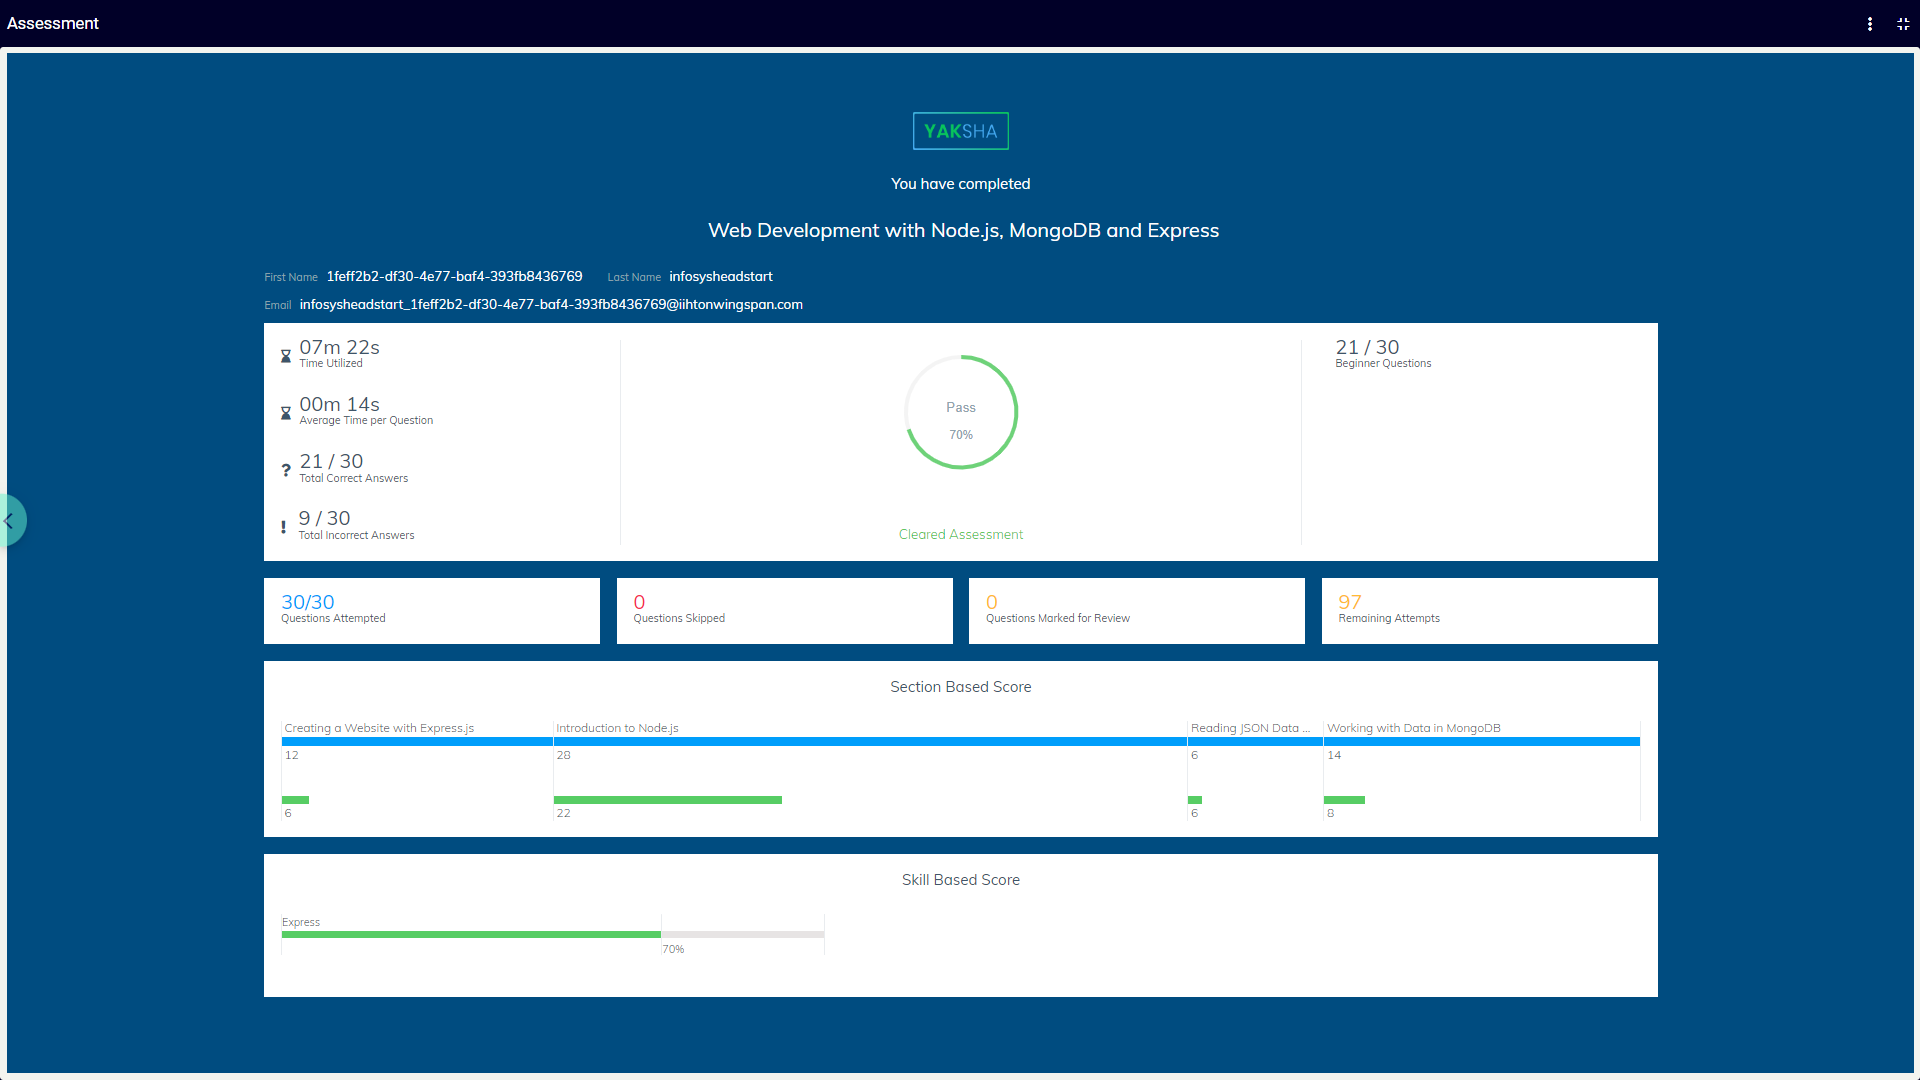 Assessment
YAKSHA
You have completed
Web Development with Node.js, MongoDB and Express
First Name 1feff2b2-df30-4e77-baf4-393fb8436769 Last Name infosysheadstart
Email infosysheadstart_1feff2b2-df30-4e77-baf4-393fb8436769@iihtonwingspan.com
07m 22s
Time Utilized
00m 14s
Average Time per Question
21 / 30
Total Correct Answers
9 / 30
Total Incorrect Answers
Pass
70%
Cleared Assessment
21 / 30
Beginner Questions
30/30
Questions Attempted
0
Questions Skipped
0
Questions Marked for Review
97
Remaining Attempts
Section Based Score
Creating a Website with Express.js Introduction to Node.js Reading JSON Data ... Working with Data in MongoDB
12 28 6 14
6 22 6 8
Skill Based Score
Express
70%